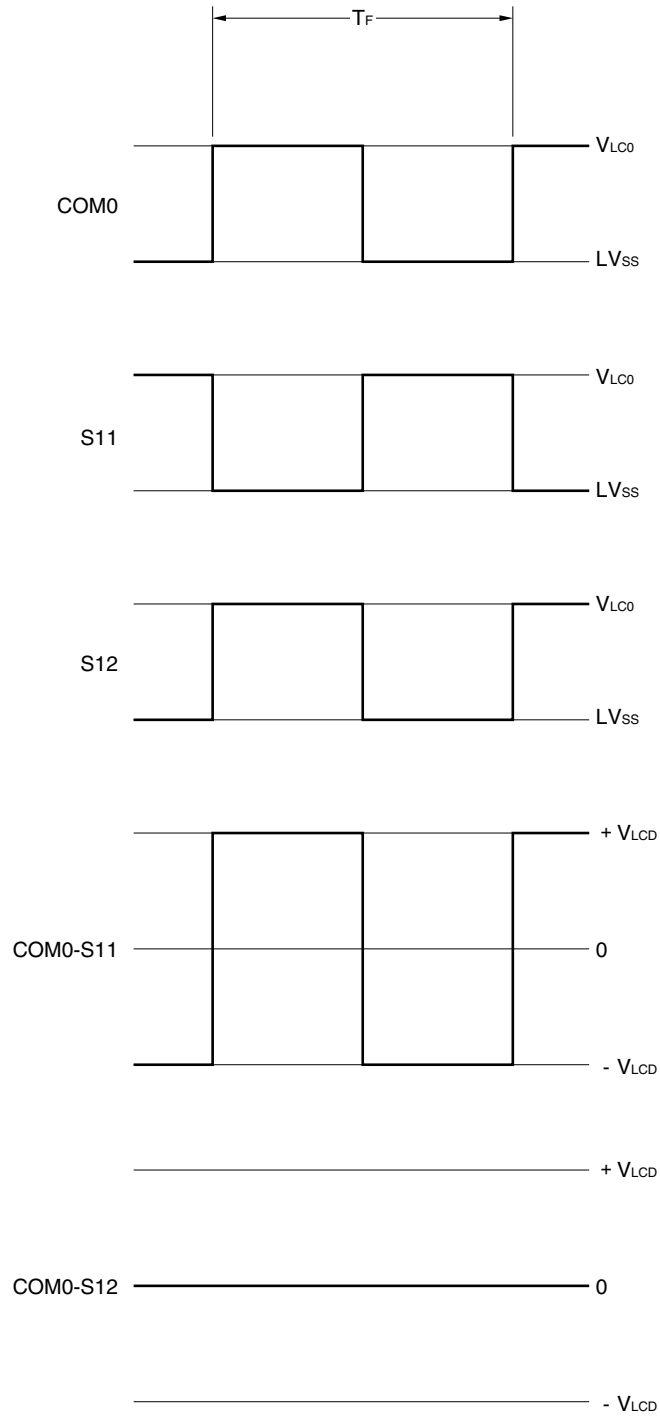 TF
VLC0
COM0
LVSS
VLC0
S11
LVSS
VLC0
S12
LVSS
+ VLCD
COM0-S11
0
- VLCD
+ VLCD
COM0-S12
0
- VLCD